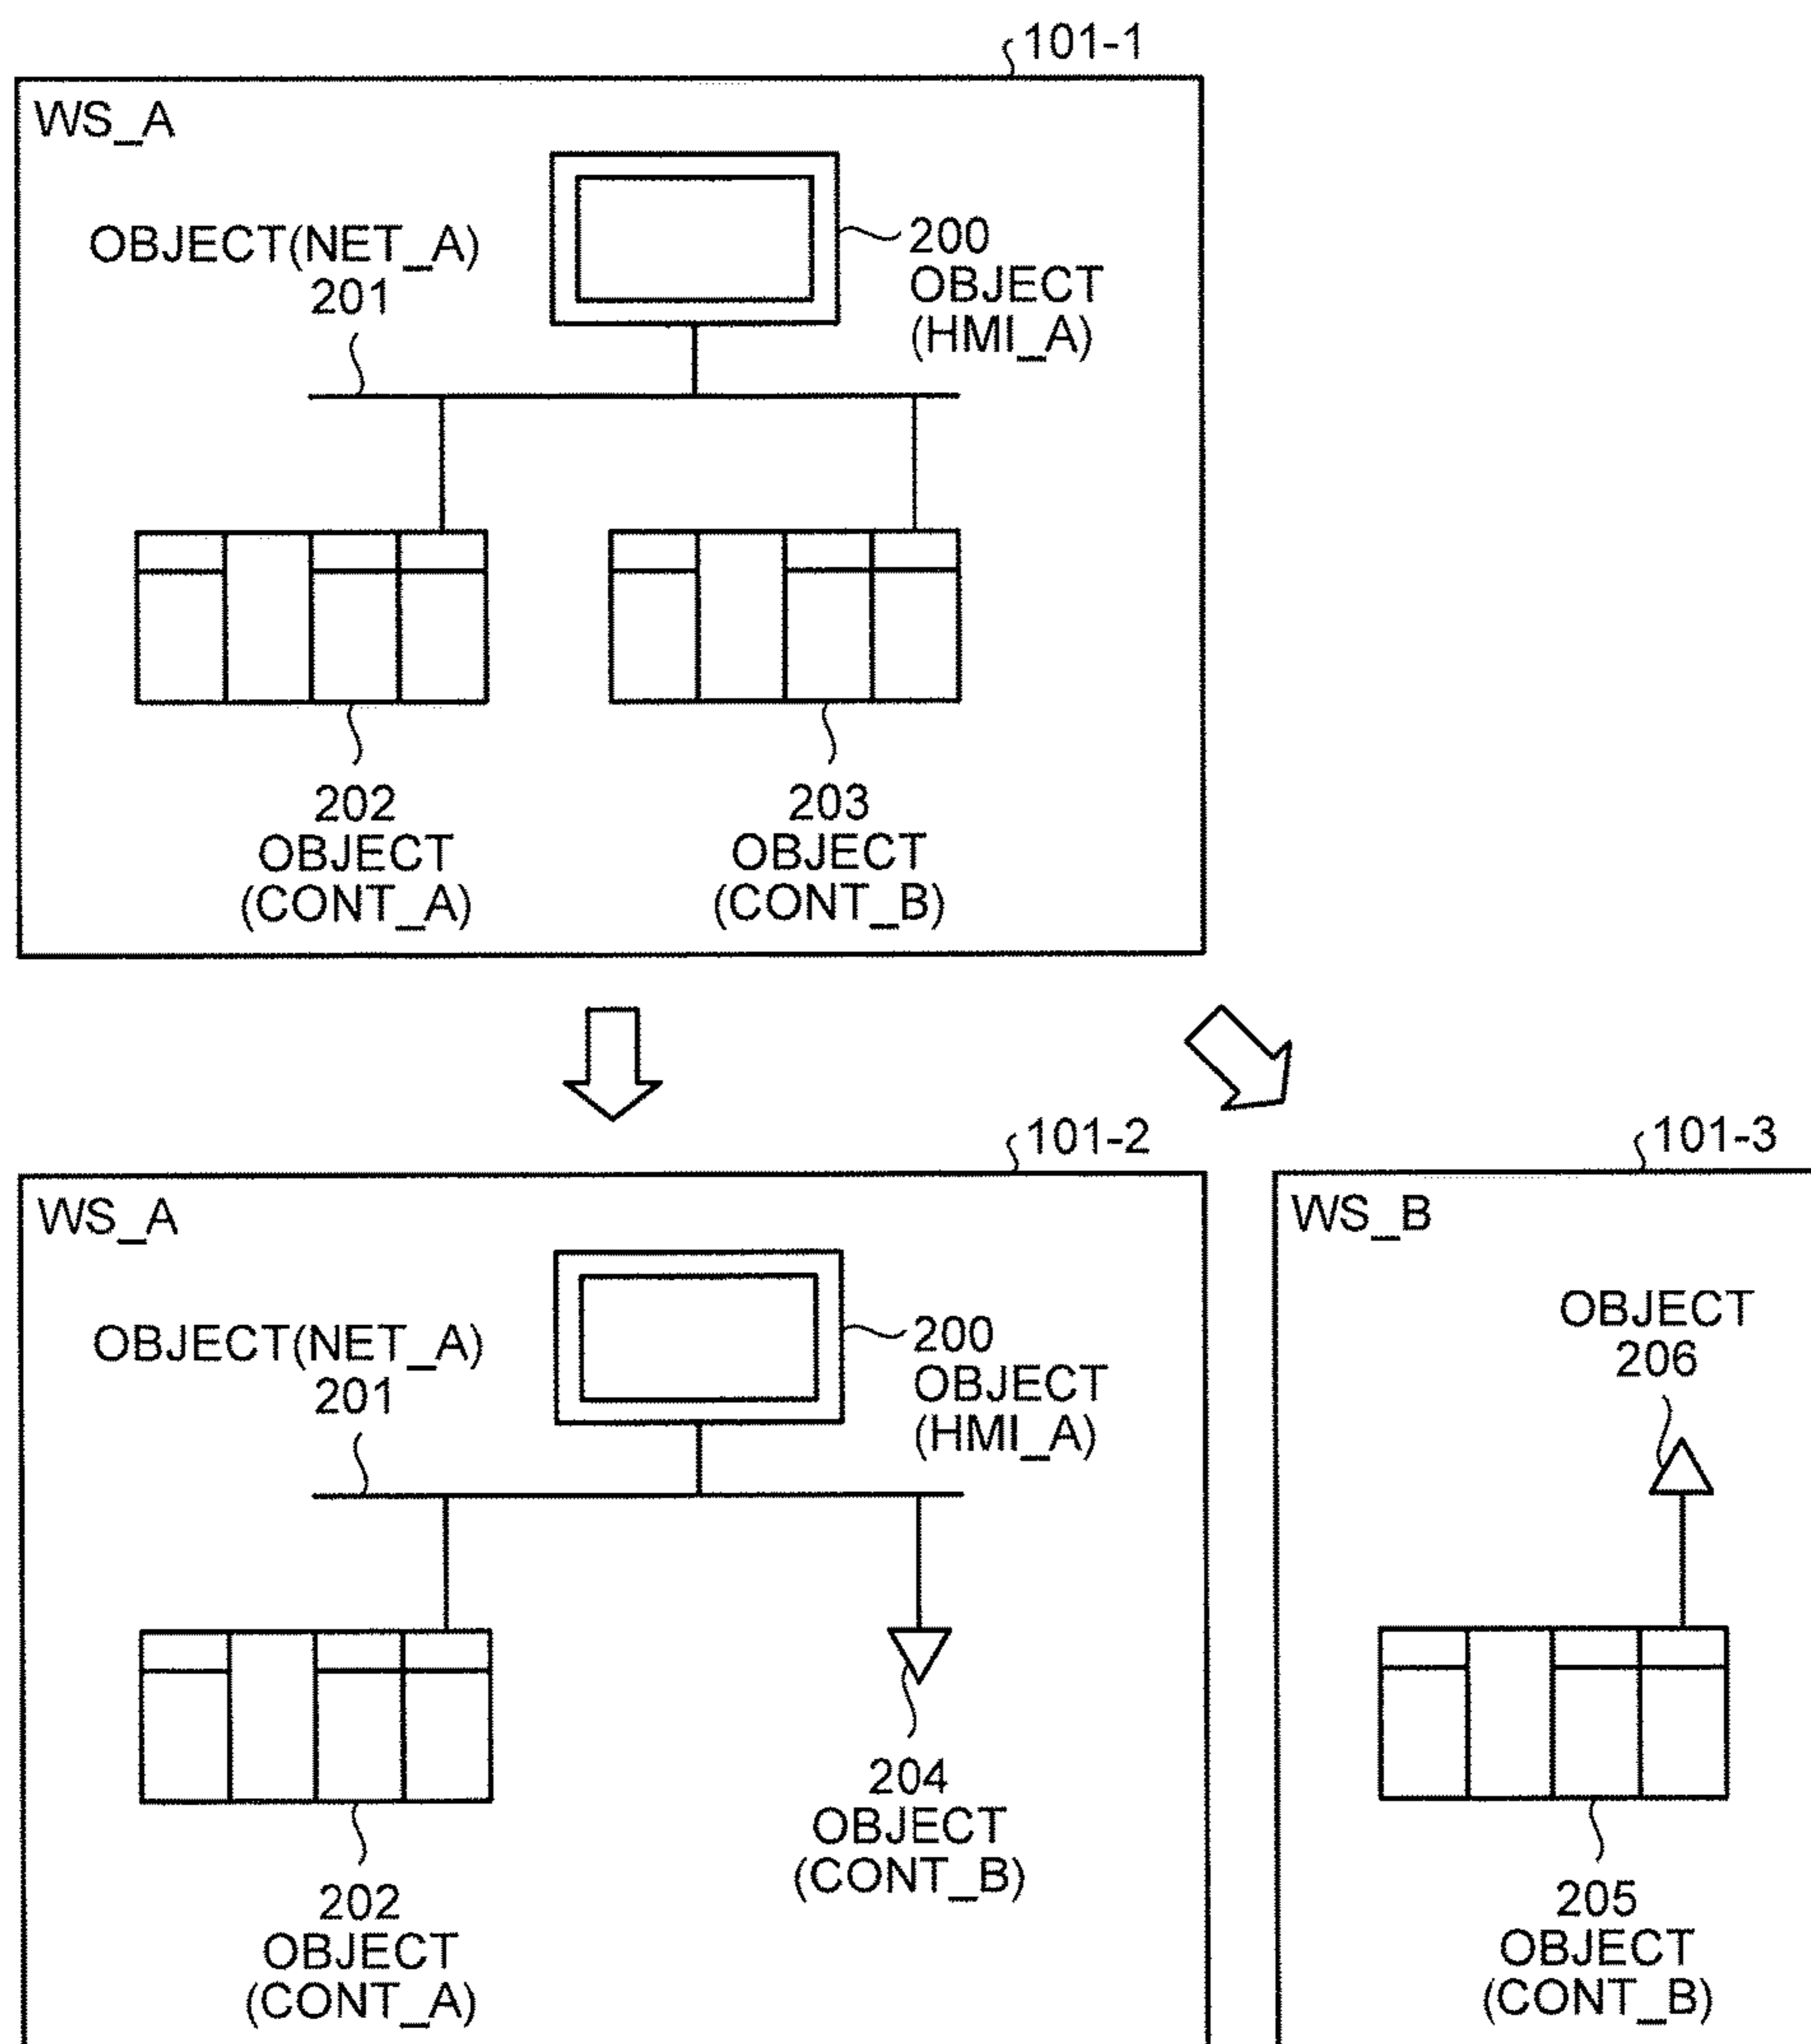 101-1
WS_A
OBJECT(NET_A)
201
200
OBJECT
(HMI_A)
202
OBJECT
(CONT_A)
203
OBJECT
(CONT_B)
101-2
WS_A
OBJECT(NET_A)
201
200
OBJECT
(HMI_A)
202
OBJECT
(CONT_A)
204
OBJECT
(CONT_B)
101-3
WS_B
OBJECT
206
205
OBJECT
(CONT_B)